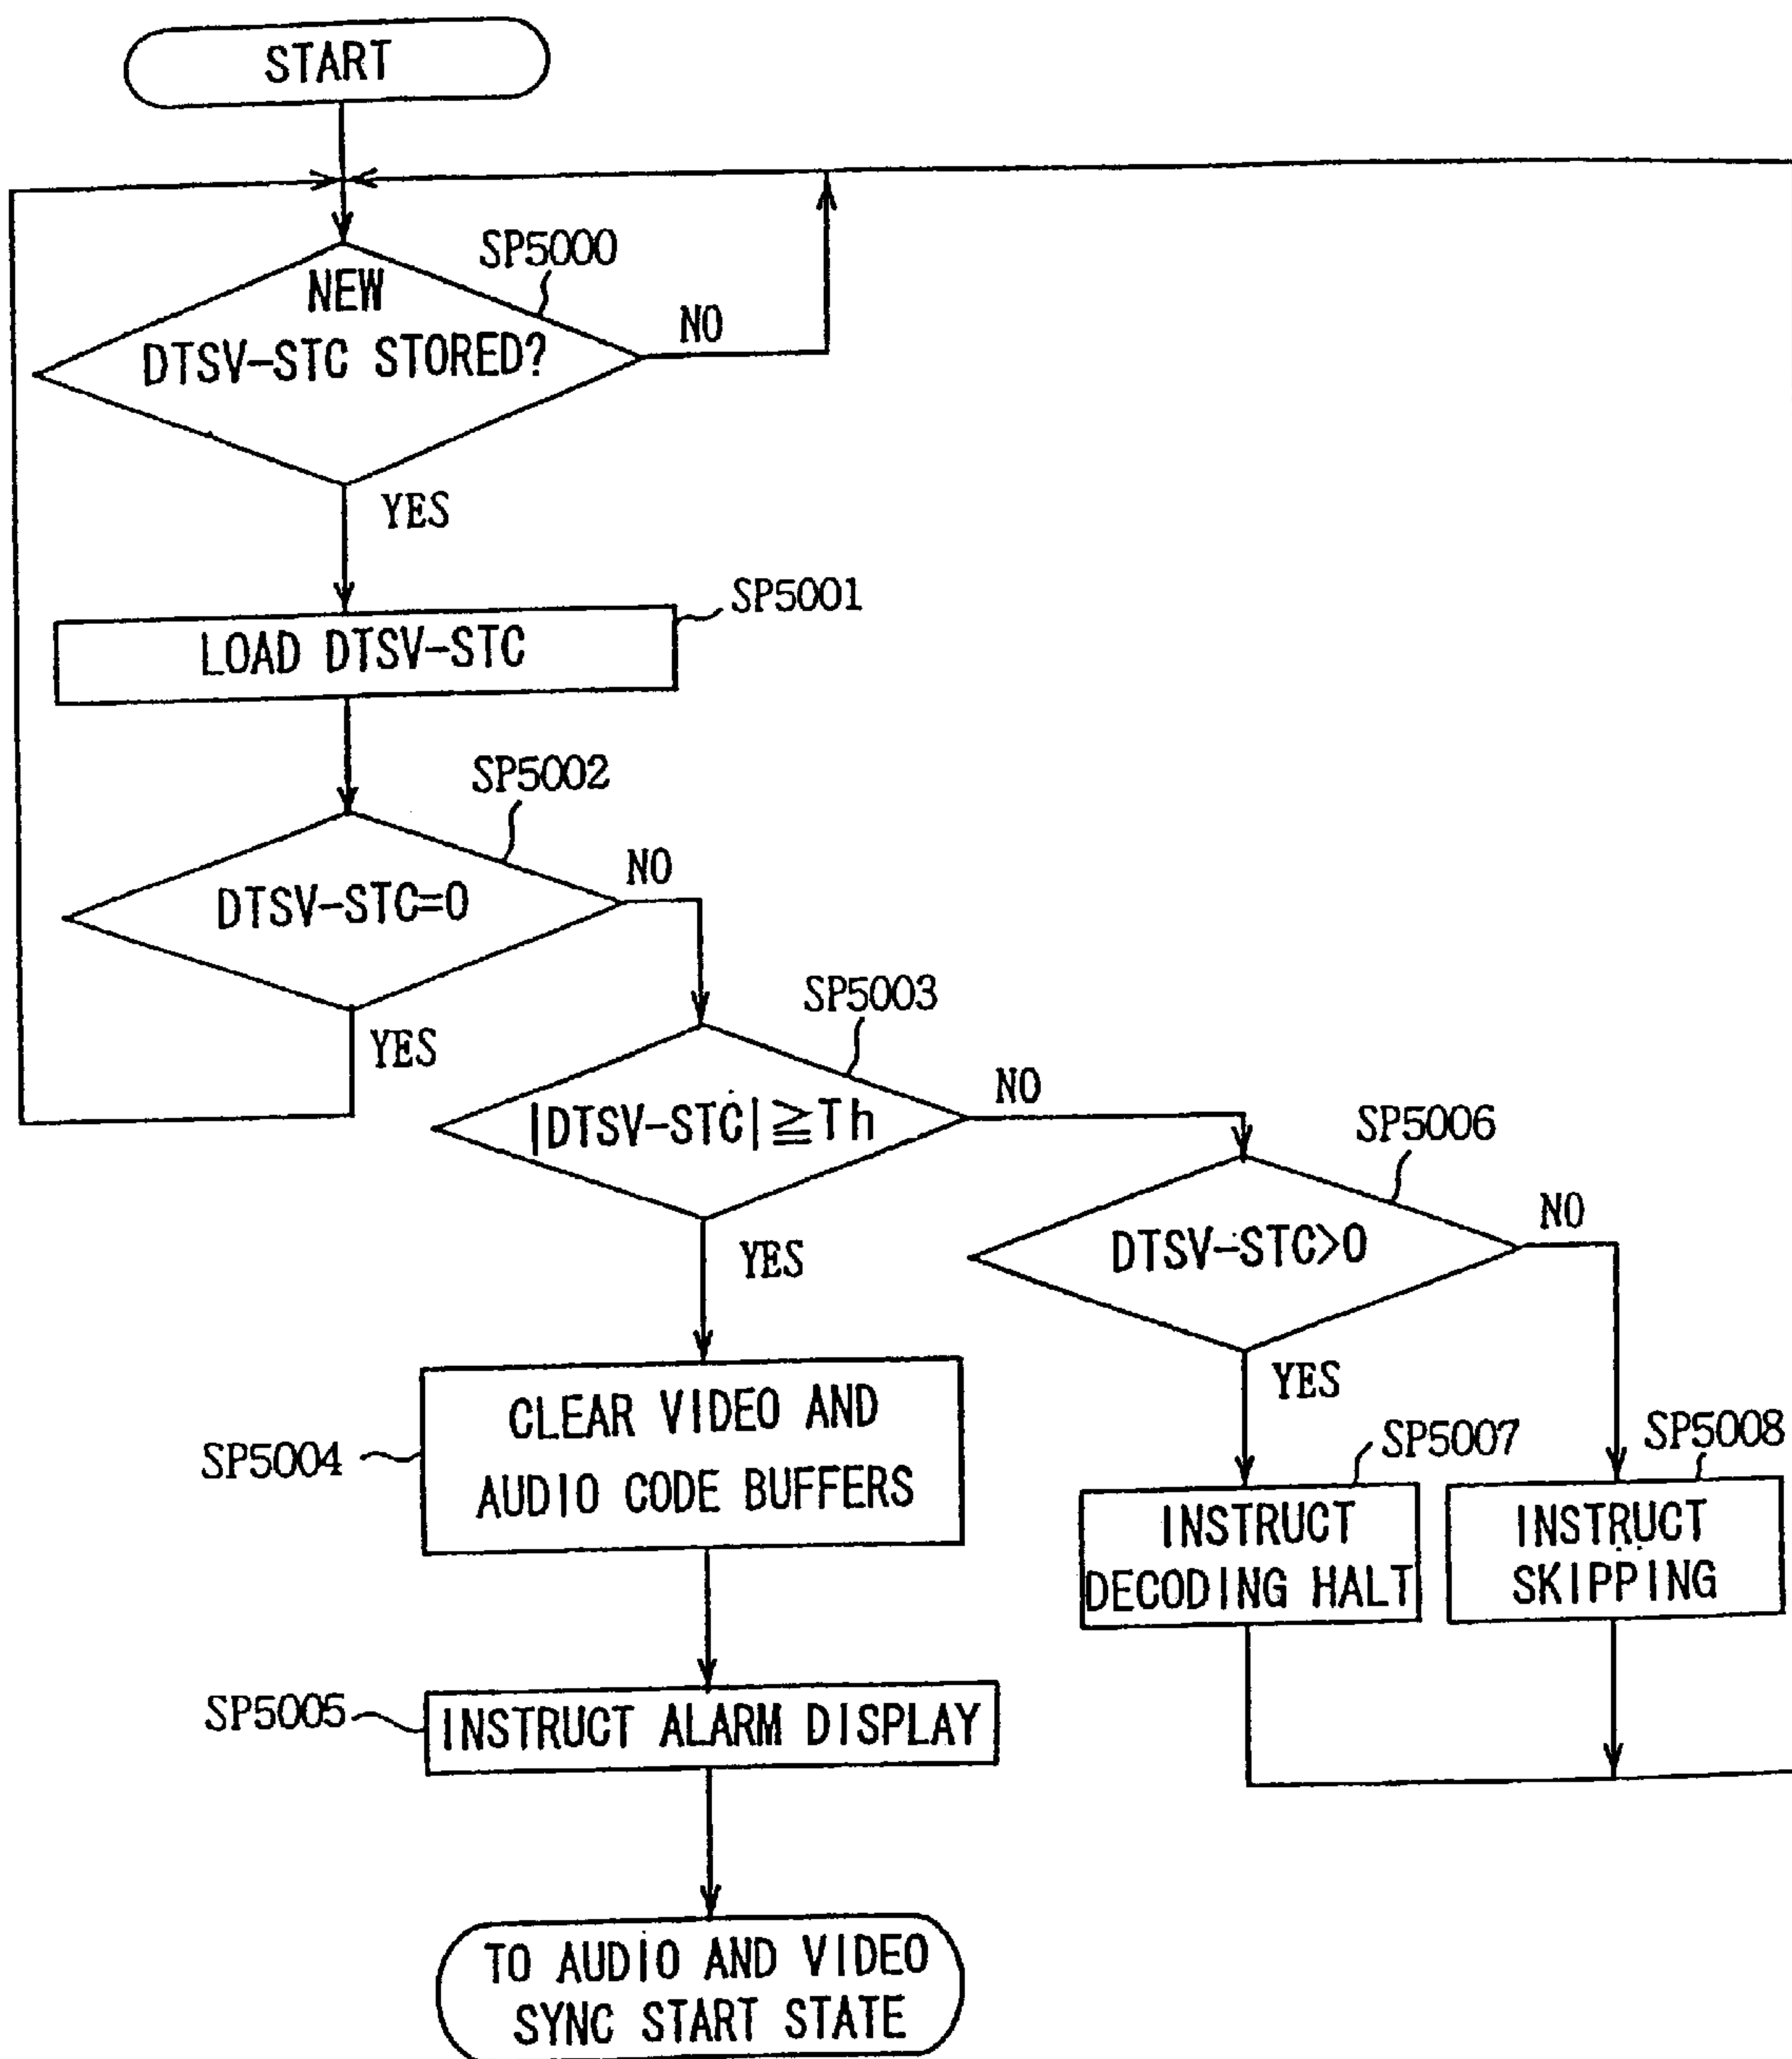 START
SP5000
NEW
DTSV-STC STORED?
NO
YES
SP5001
LOAD DTSV-STC
SP5002
NO
DTSV-STC=0
YES
SP5003
NO
|DTSV-STC|≧Th
YES
SP5006
NO
DTSV-STC>0
YES
SP5004
CLEAR VIDEO AND
AUDIO CODE BUFFERS
SP5007
INSTRUCT
DECODING HALT
SP5008
INSTRUCT
SKIPPING
SP5005
INSTRUCT ALARM DISPLAY
TO AUDIO AND VIDEO
SYNC START STATE